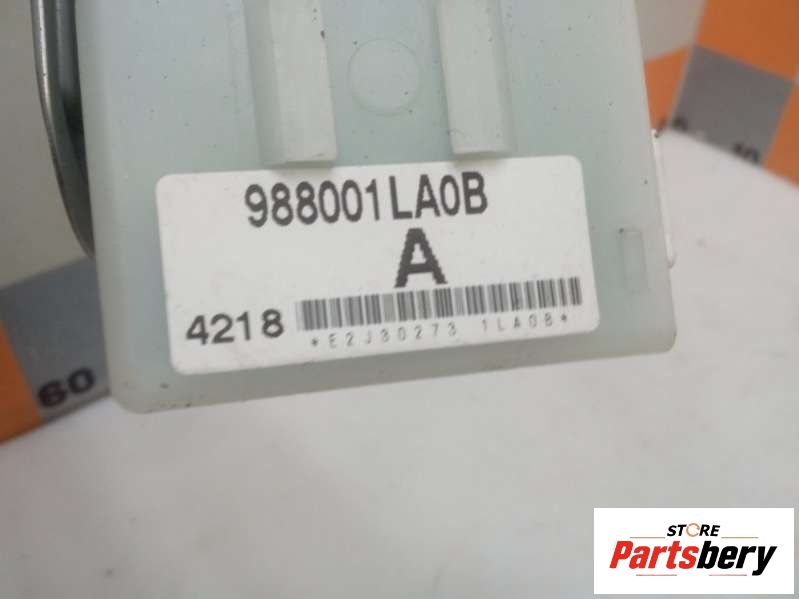 988001LA0B
A
4218
*E2J30273 1LA0B*
60
STORE
Partsbery